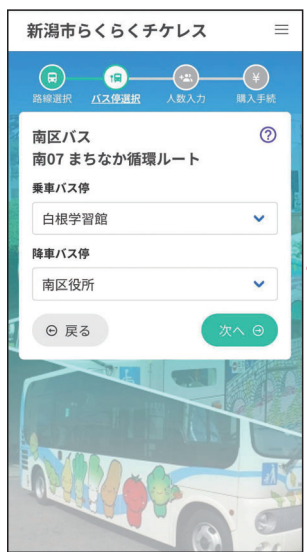 新潟市らくらくチケレス
路線選択 バス停選択 人数入力 購入手続
南区バス
南07 まちなか循環ルート
乗車バス停
白根学習館
降車バス停
南区役所
戻る 次へ